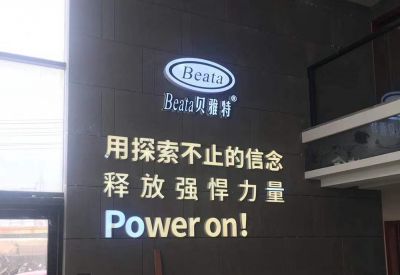 Beata
Beata贝雅特®
用探索不止的信念
释放强悍力量
Power on!